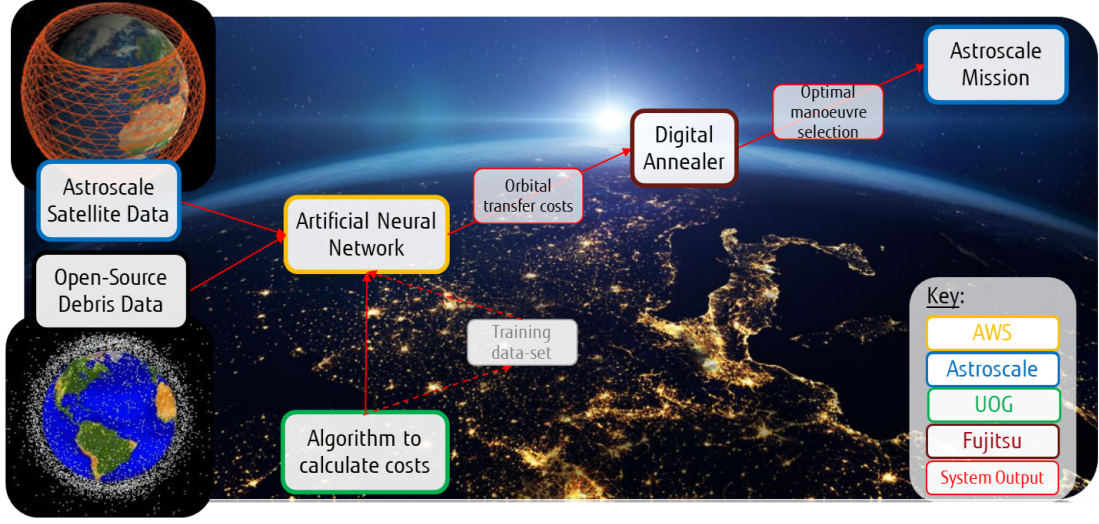 Astroscale
Satellite Data
Open-Source
Debris Data
Artificial Neural
Network
Algorithm to
calculate costs
Training
data-set
Orbital
transfer costs
Digital
Annealer
Optimal
manoeuvre
selection
Astroscale
Mission
Key:
AWS
Astroscale
UOG
Fujitsu
System Output